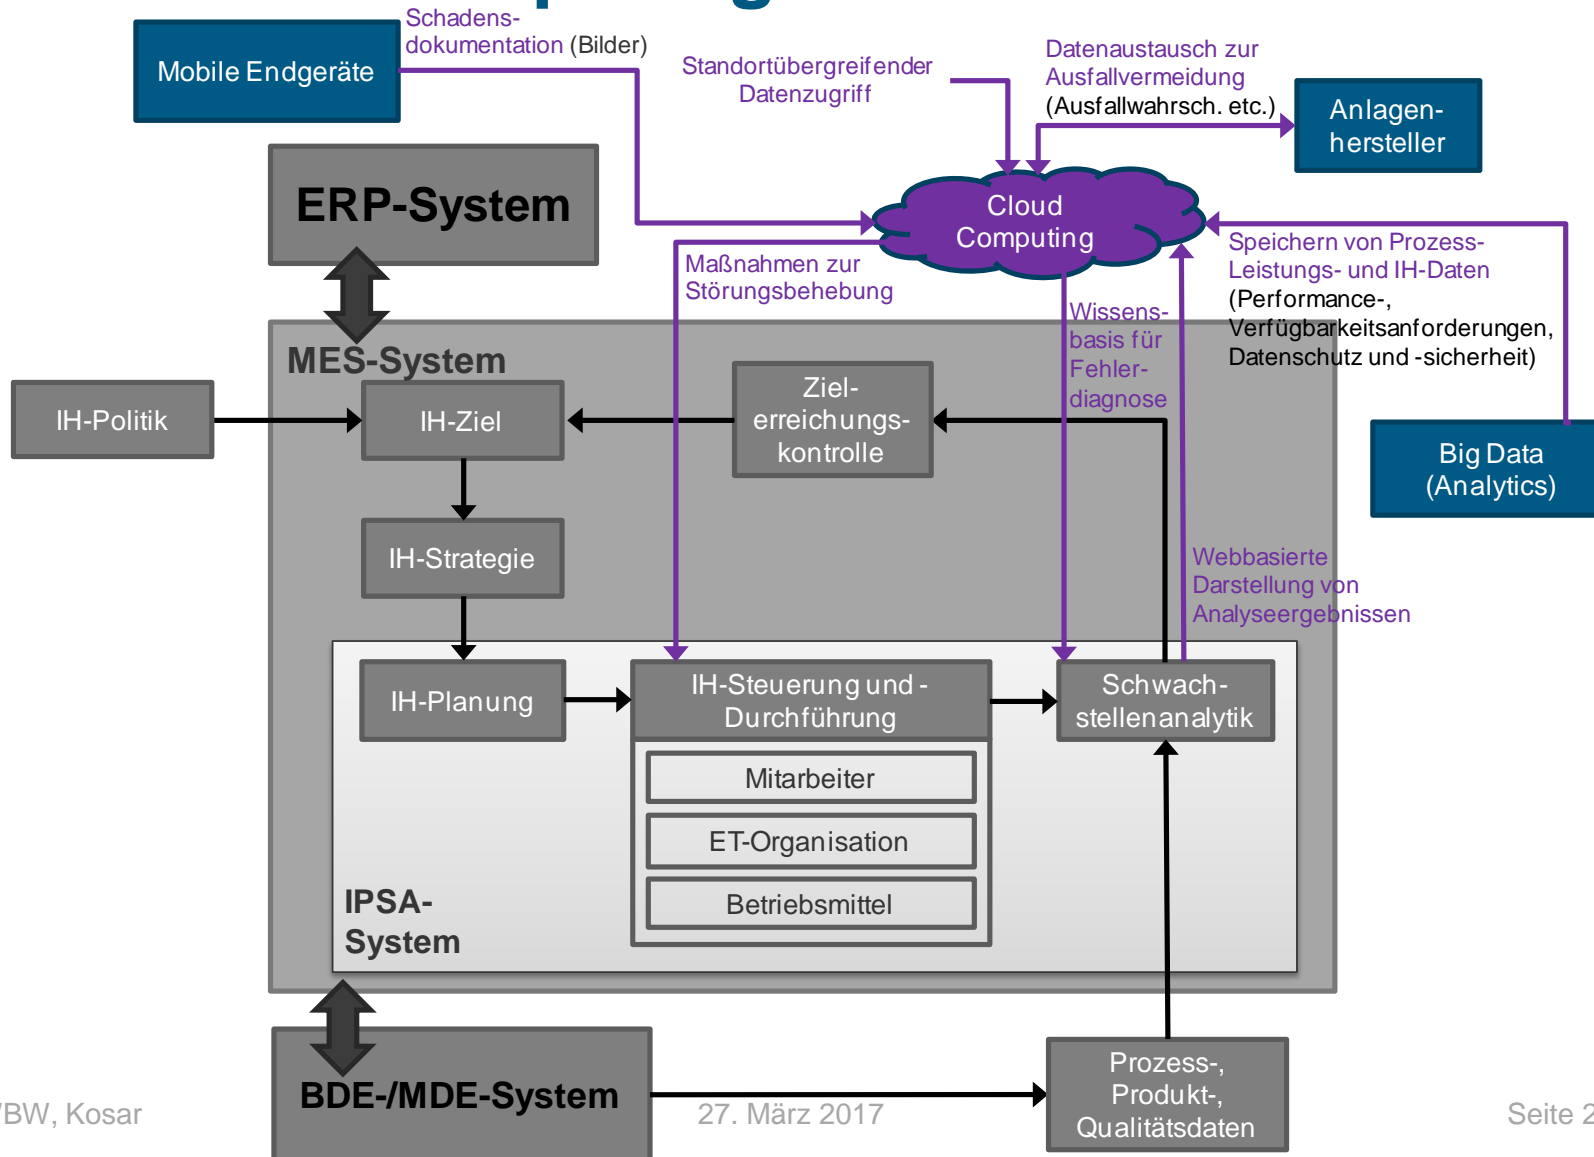 Schadens-
dokumentation (Bilder)
Mobile Endgeräte
Standortübergreifender
Datenzugriff
Datenaustausch zur
Ausfallvermeidung
(Ausfallwahrsch. etc.)
Anlagen-
hersteller
ERP-System
Cloud
Computing
Maßnahmen zur
Störungsbehebung
Speichern von Prozess-
Leistungs- und IH-Daten
(Performance-,
Verfügbarkeitsanforderungen,
Datenschutz und -sicherheit)
Wissens-
basis für
Fehler-
diagnose
MES-System
IH-Politik
IH-Ziel
Ziel-
erreichungs-
kontrolle
Big Data
(Analytics)
IH-Strategie
Webbasierte
Darstellung von
Analyseergebnissen
IH-Planung
IH-Steuerung und -
Durchführung
Schwach-
stellenanalytik
Mitarbeiter
ET-Organisation
Betriebsmittel
IPSA-
System
BDE-/MDE-System
Prozess-,
Produkt-,
Qualitätsdaten
BW, Kosar
27. März 2017
Seite 2